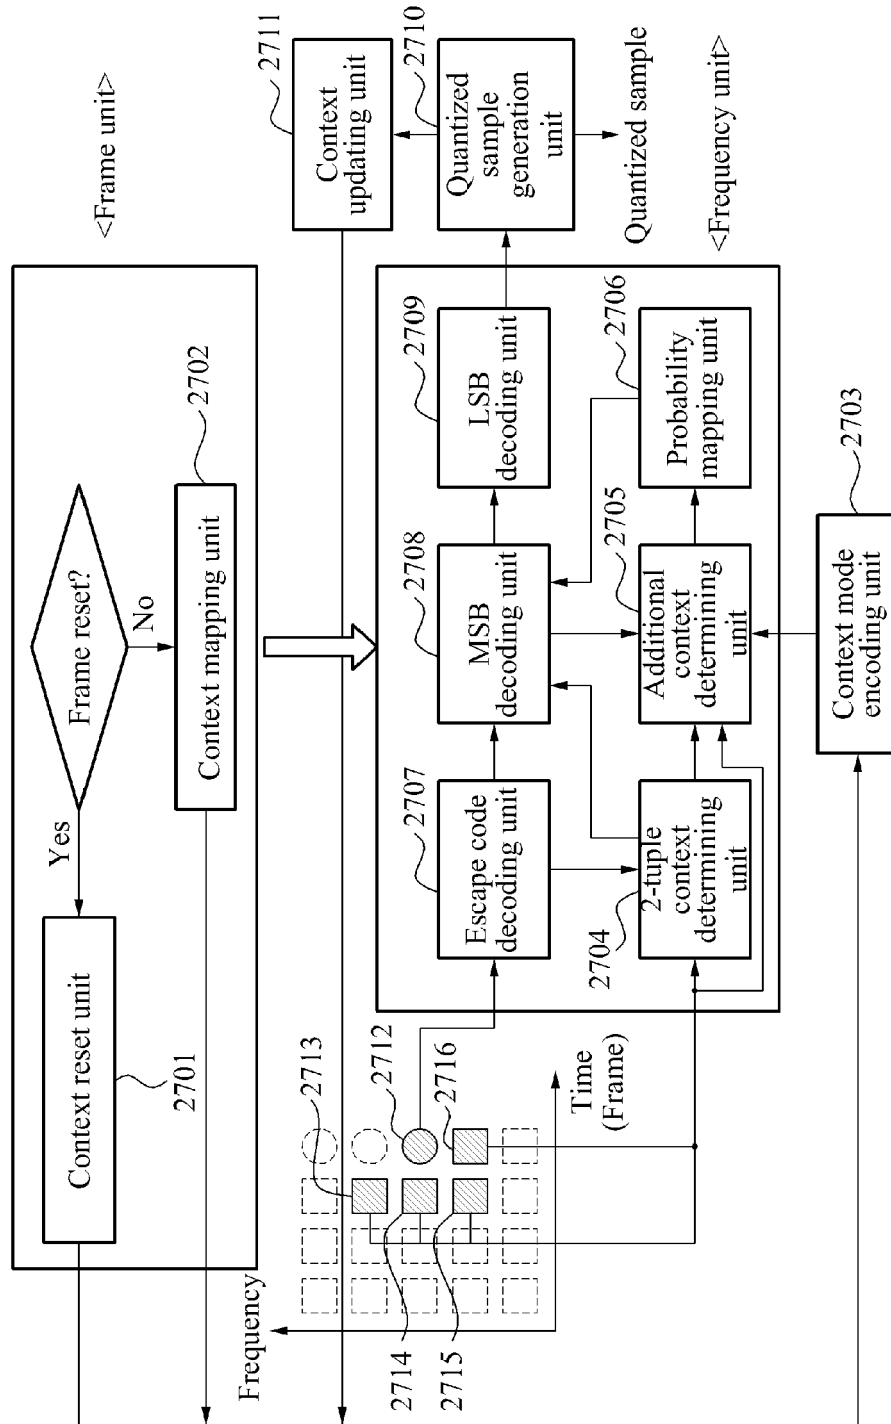 <Frame unit>
Frame reset?
Yes
No
Context reset unit
2701
Context mapping unit
2702
Context
updating unit
2711
Quantized
sample
generation
unit
2710
Quantized sample
<Frequency unit>
Frequency
Time
(Frame)
2713
2712
2716
2714
2715
Escape code
decoding unit
2707
MSB
decoding unit
2708
LSB
decoding unit
2709
2-tuple
context
determining
unit
2704
Additional
context
determining
unit
2705
Probability
mapping unit
2706
Context mode
encoding unit
2703